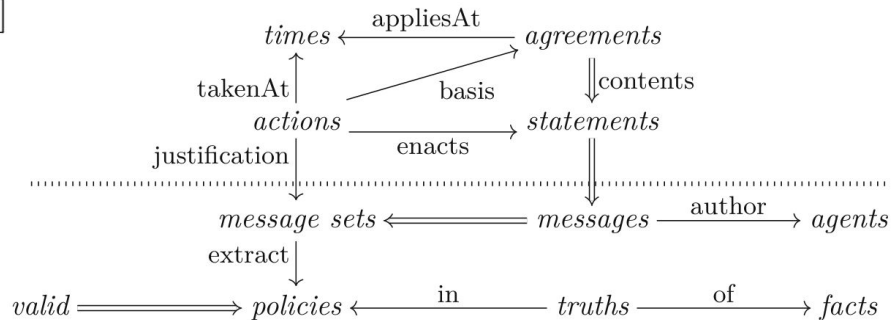 ]
appliesAt
times agreements
takenAt basis contents
actions statements
justification enacts
message sets messages author agents
extract
valid policies in truths of facts